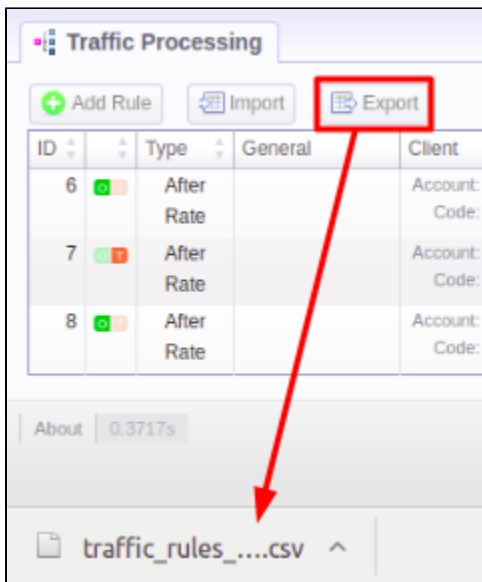 Traffic Processing
Add Rule Import Export
ID Type General Client
6 O T After Rate Account: Code:
7 O T After Rate Account: Code:
8 O T After Rate Account: Code:
About 0.3717s
traffic_rules_....csv